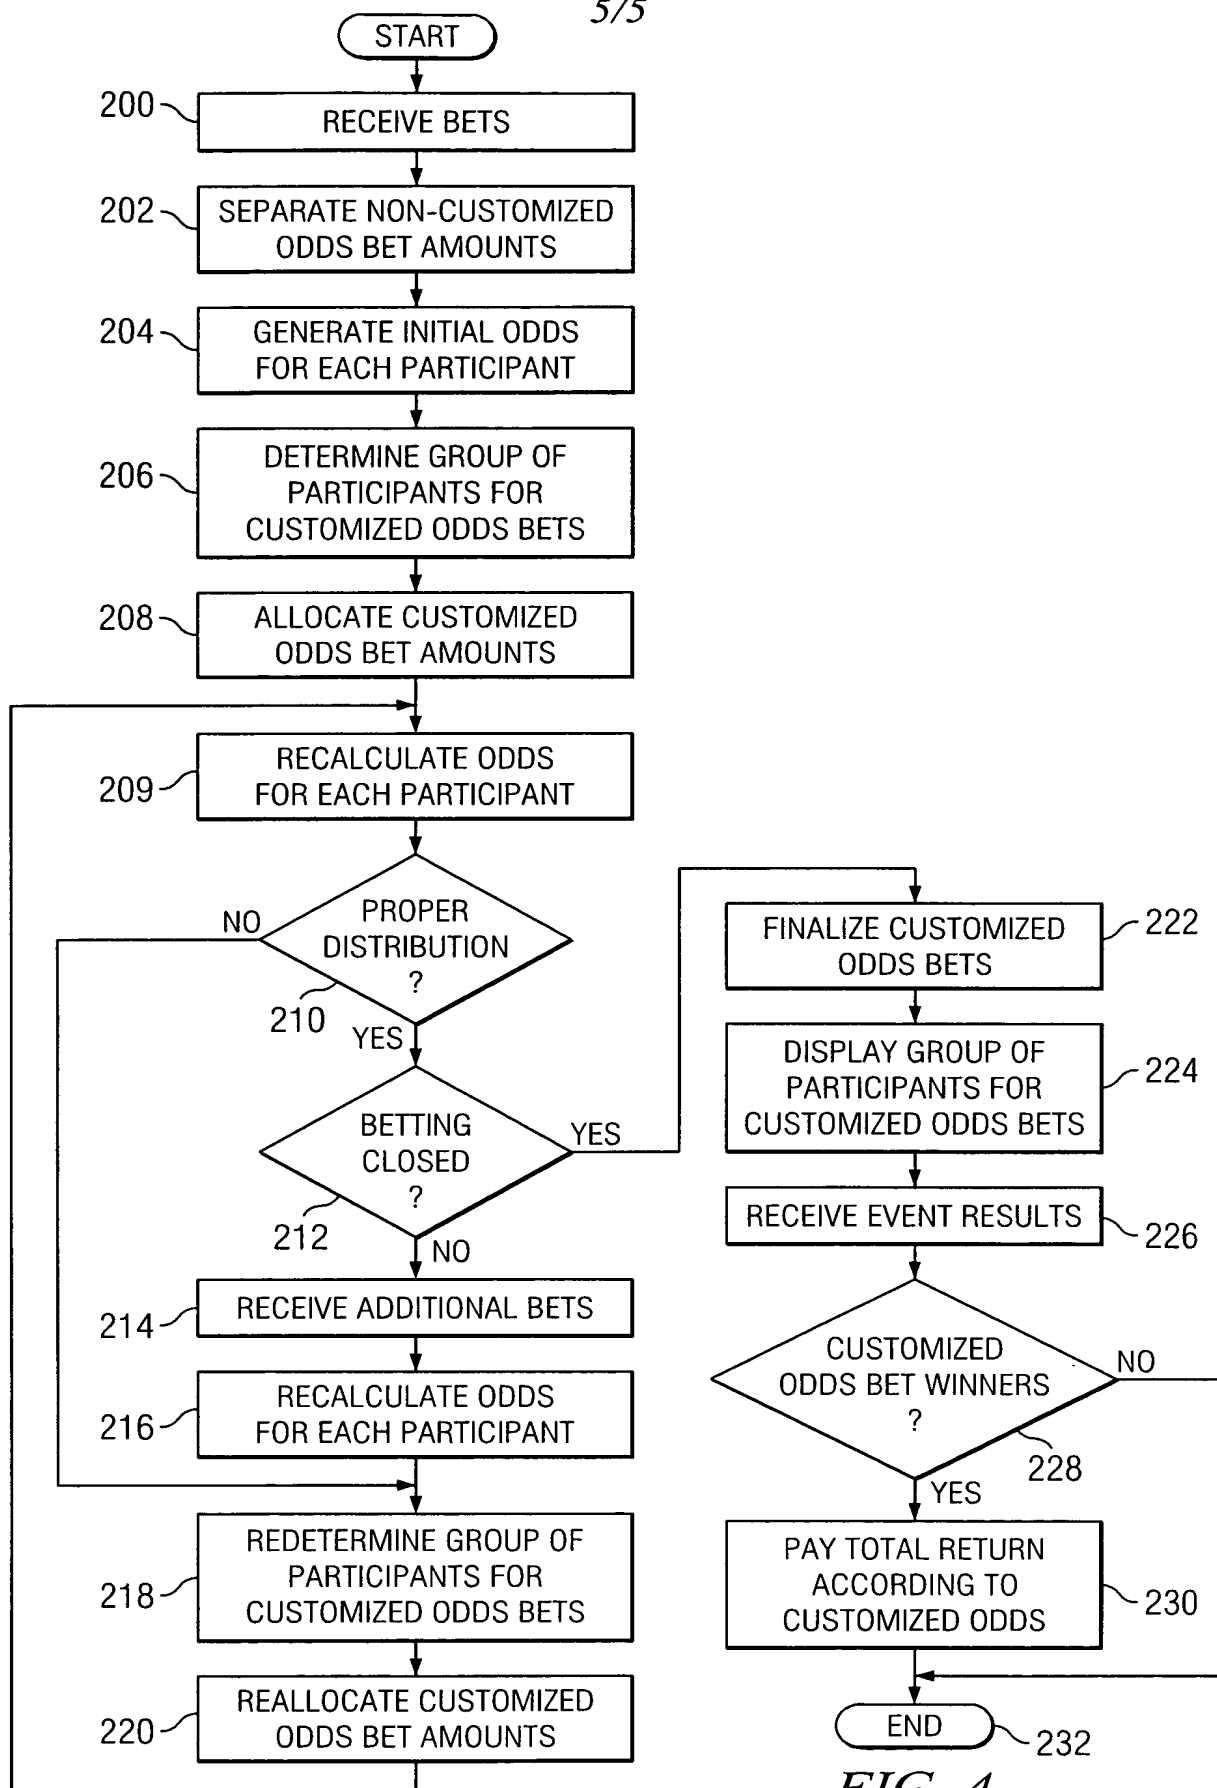 5/5
START
200
RECEIVE BETS
202
SEPARATE NON-CUSTOMIZED
ODDS BET AMOUNTS
204
GENERATE INITIAL ODDS
FOR EACH PARTICIPANT
206
DETERMINE GROUP OF
PARTICIPANTS FOR
CUSTOMIZED ODDS BETS
208
ALLOCATE CUSTOMIZED
ODDS BET AMOUNTS
209
RECALCULATE ODDS
FOR EACH PARTICIPANT
NO
PROPER
DISTRIBUTION
?
210
YES
BETTING
CLOSED
?
YES
212
NO
214
RECEIVE ADDITIONAL BETS
216
RECALCULATE ODDS
FOR EACH PARTICIPANT
218
REDETERMINE GROUP OF
PARTICIPANTS FOR
CUSTOMIZED ODDS BETS
220
REALLOCATE CUSTOMIZED
ODDS BET AMOUNTS
FINALIZE CUSTOMIZED
ODDS BETS
222
DISPLAY GROUP OF
PARTICIPANTS FOR
CUSTOMIZED ODDS BETS
224
RECEIVE EVENT RESULTS
226
CUSTOMIZED
ODDS BET WINNERS
?
NO
228
YES
PAY TOTAL RETURN
ACCORDING TO
CUSTOMIZED ODDS
230
END
232
FIG. 4